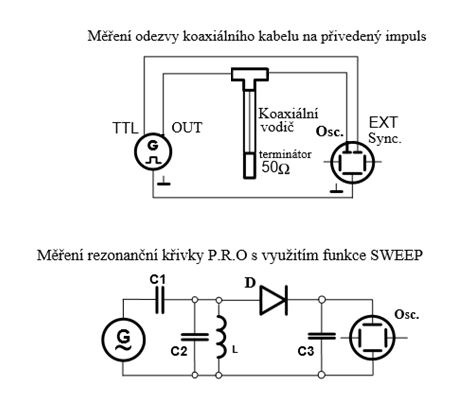 Měření odezvy koaxiálního kabelu na přivedený impuls
TTL
OUT
G
Koaxiální
vodič
Osc.
EXT
Sync.
terminátor
50Ω
Měření rezonanční křivky P.R.O s využitím funkce SWEEP
C1
D
Osc.
G
C2
L
C3